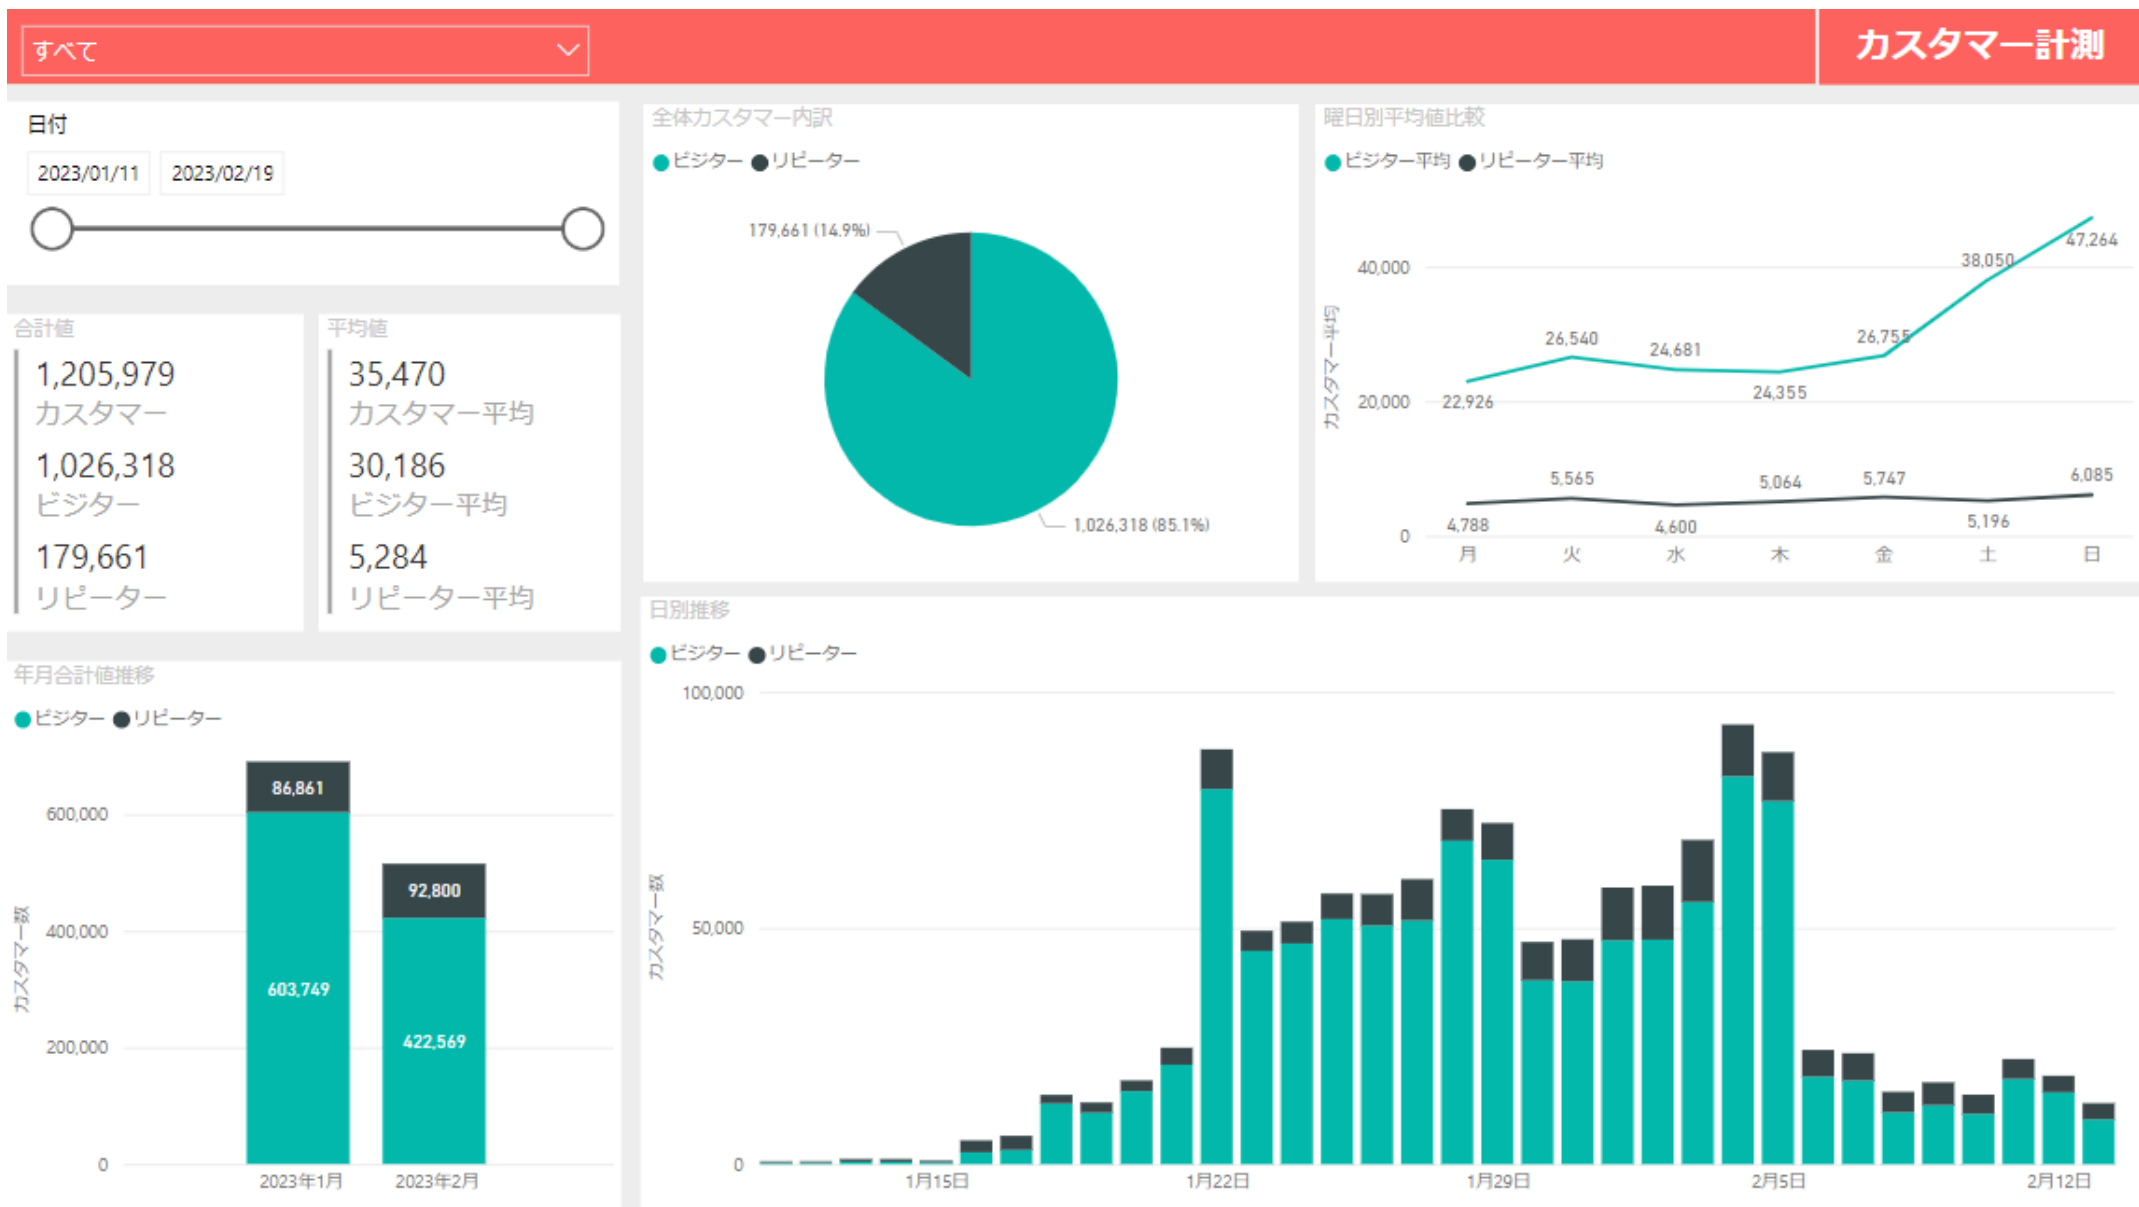 すべて
カスタマー計測
日付
2023/01/11 2023/02/19
合計値
1,205,979
カスタマー
1,026,318
ビジター
179,661
リピーター
平均値
35,470
カスタマー平均
30,186
ビジター平均
5,284
リピーター平均
年月合計値推移
ビジター リピーター
カスタマー数
600,000
400,000
200,000
0
86,861
603,749
92,800
422,569
2023年1月 2023年2月
全体カスタマー内訳
ビジター リピーター
179,661 (14.9%)
1,026,318 (85.1%)
曜日別平均値比較
ビジター平均 リピーター平均
カスタマー平均
40,000
20,000
0
22,926 26,540 24,681 24,355 26,755 38,050 47,264
4,788 5,565 4,600 5,064 5,747 5,196 6,085
月 火 水 木 金 土 日
日別推移
ビジター リピーター
カスタマー数
100,000
50,000
0
1月15日 1月22日 1月29日 2月5日 2月12日